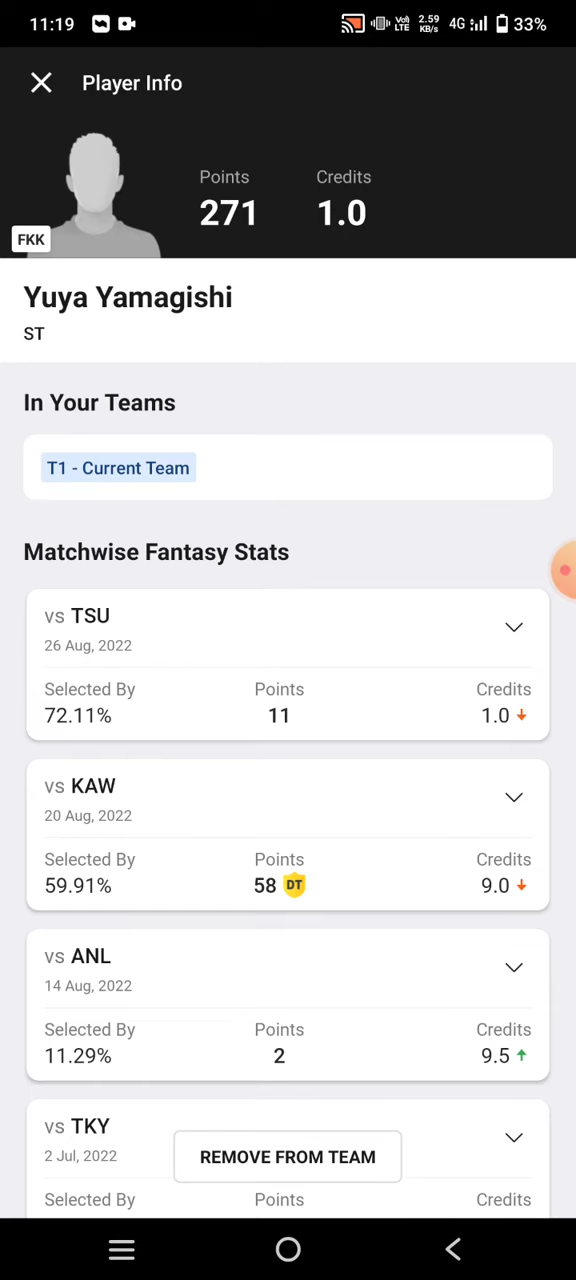 11:19 Vo) LTE 2.59 KB/s 4G 33%
Player Info
Points Credits
271 1.0
FKK
Yuya Yamagishi
ST
In Your Teams
T1 - Current Team
Matchwise Fantasy Stats
vs TSU
26 Aug, 2022
Selected By Points Credits
72.11% 11 1.0
vs KAW
20 Aug, 2022
Selected By Points Credits
59.91% 58 DT 9.0
vs ANL
14 Aug, 2022
Selected By Points Credits
11.29% 2 9.5
vs TKY
2 Jul, 2022
REMOVE FROM TEAM
Selected By Points Credits